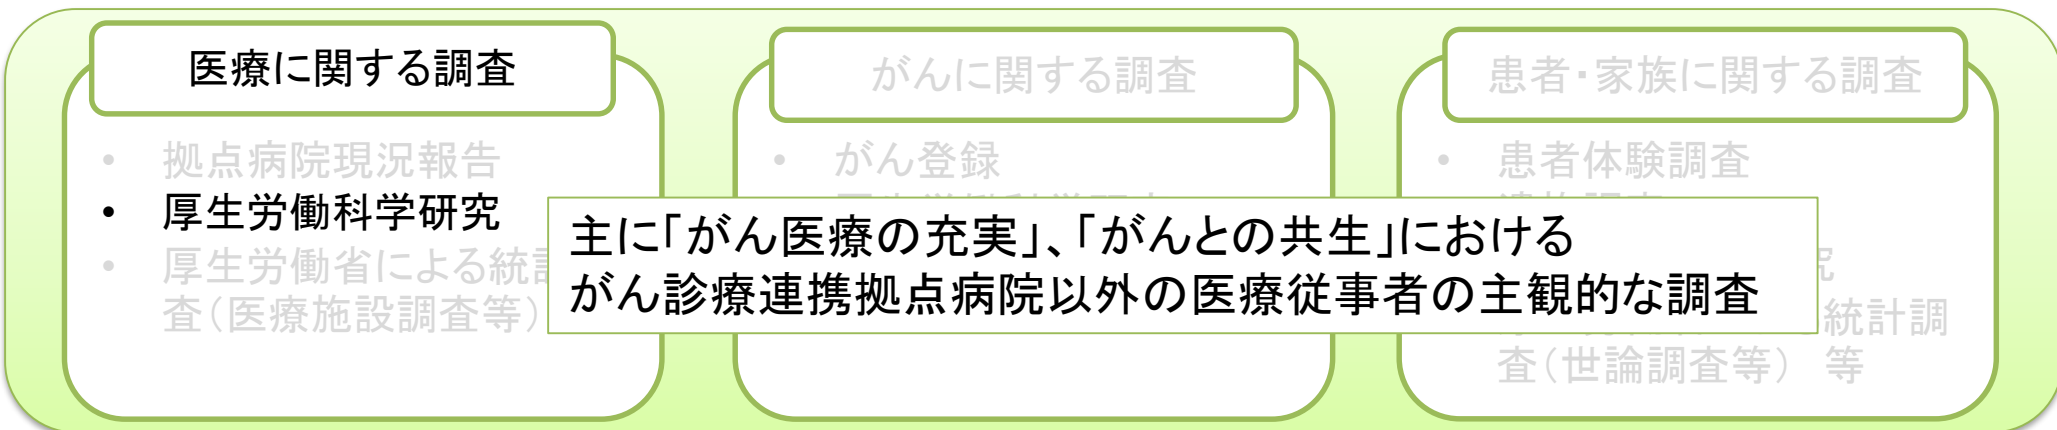 医療に関する調査
• 拠点病院現況報告
• 厚生労働科学研究
• 厚生労働省による統
査(医療施設調査等)
がんに関する調査
• がん登録
患者・家族に関する調査
• 患者体験調査
統計調
査(世論調査等) 等
主に「がん医療の充実」、「がんとの共生」における
がん診療連携拠点病院以外の医療従事者の主観的な調査